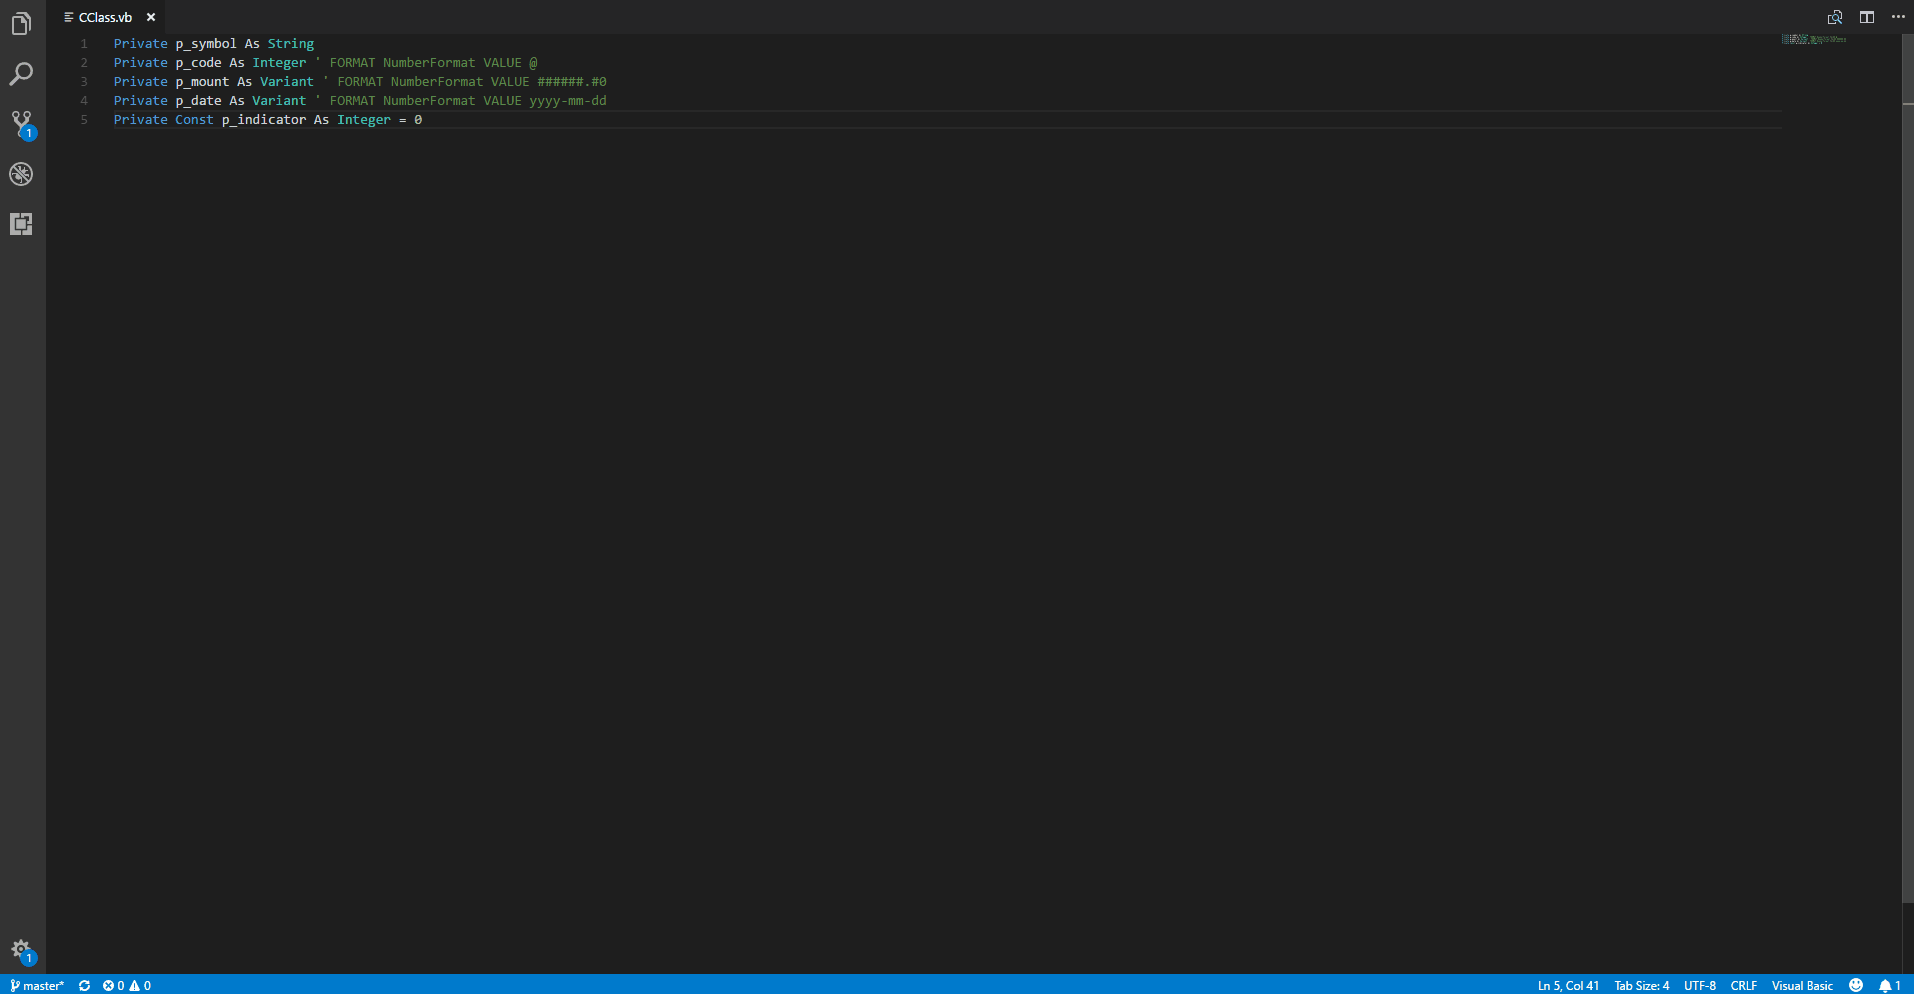 CClass.vb ×
1 Private p_symbol As String
2 Private p_code As Integer ' FORMAT NumberFormat VALUE @
3 Private p_mount As Variant ' FORMAT NumberFormat VALUE ######.#0
4 Private p_date As Variant ' FORMAT NumberFormat VALUE yyyy-mm-dd
5 Private Const p_indicator As Integer = 0
1
1
master* 0 0 Ln 5, Col 41 Tab Size: 4 UTF-8 CRLF Visual Basic 1